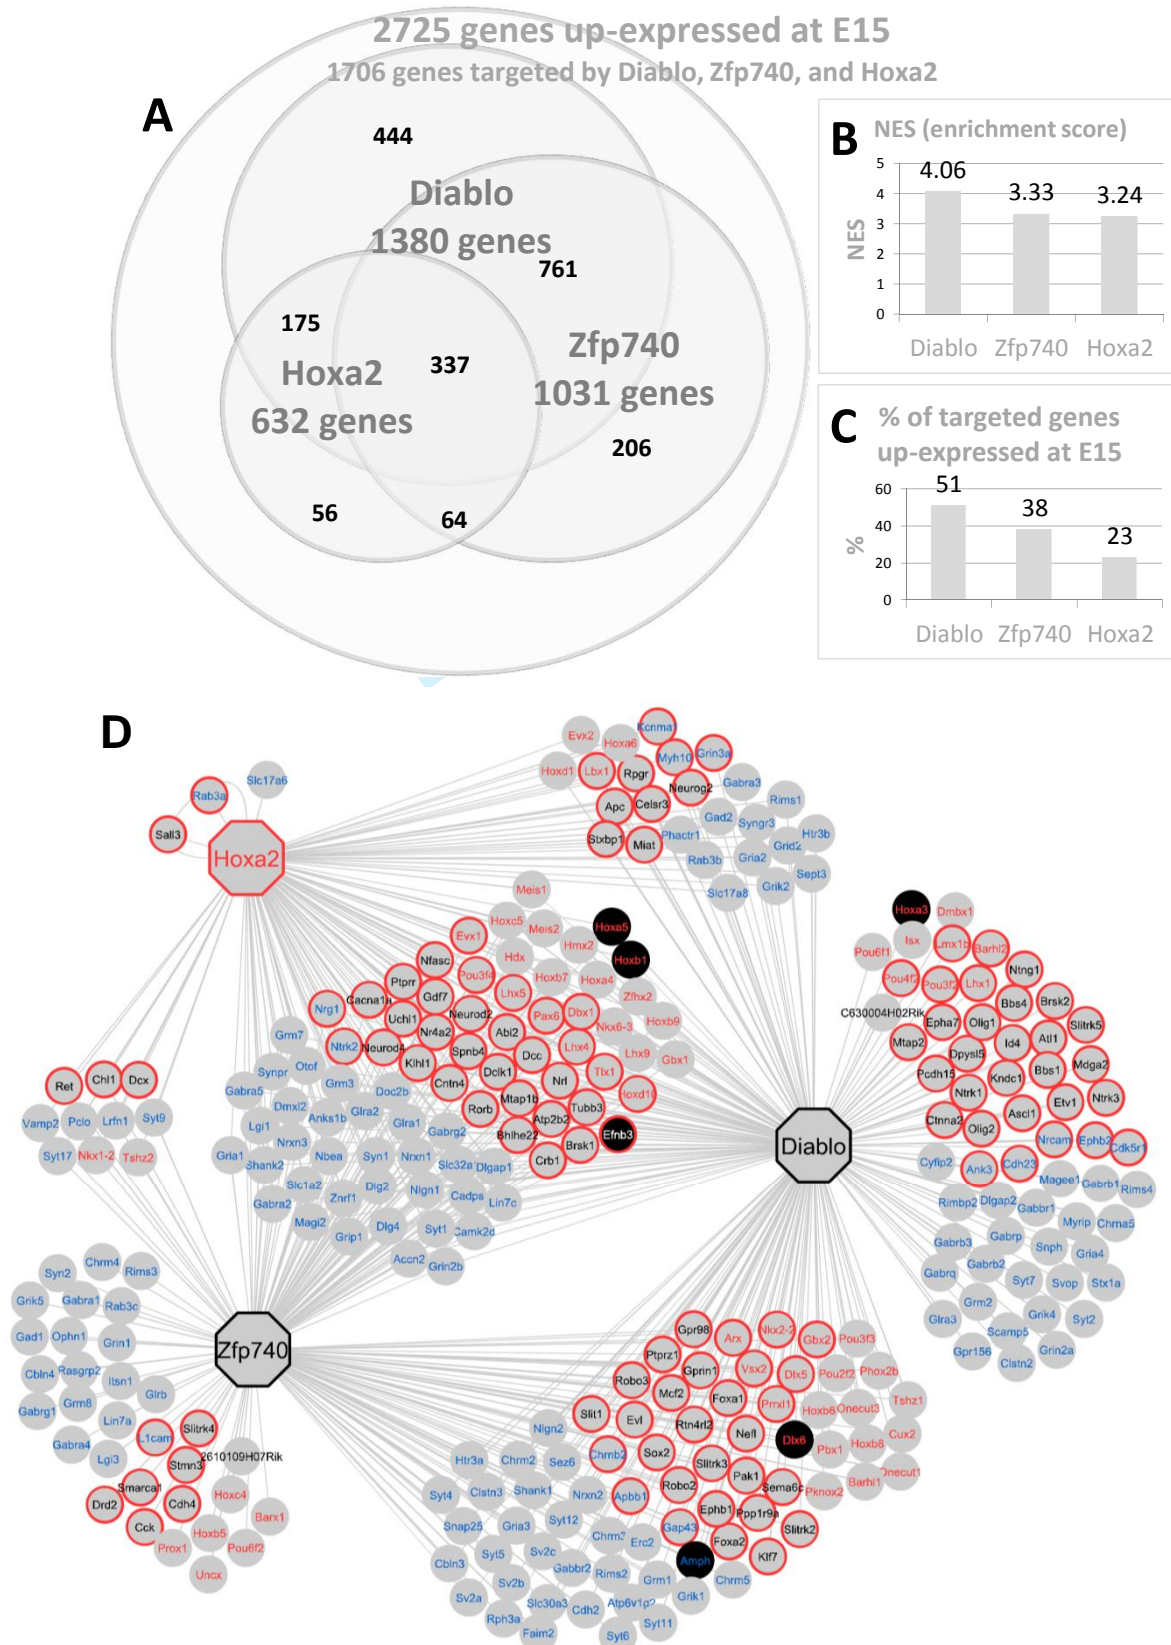 2725 genes up-expressed at E15
1706 genes targeted by Diablo, Zfp740, and Hoxa2
A
444
Diablo
1380 genes
761
175
337
Hoxa2
632 genes
Zfp740
1031 genes
206
56
64
B
NES (enrichment score)
NES
5
4
3
2
1
0
4.06
3.33
3.24
Diablo Zfp740 Hoxa2
C
% of targeted genes
up-expressed at E15
%
60
40
20
0
51
38
23
Diablo Zfp740 Hoxa2
D
Slc17a6
Rab3a
Sall3
Hoxa2
Evx2
Hoxa6
Kcnma1
Hoxd1
Lbx1
Rpgr
Myh10
Grin3a
Neurog2
Gabra3
Apc
Celsr3
Rims1
Gad2
Syngr3
Stxbp1
Miat
Phactr1
Htr3b
Rab3b
Gria2
Grid2
Slc17a8
Grik2
Sept3
Meis1
Hoxc5
Meis2
Hoxa5
Evx1
Hmx2
Hoxb1
Nfasc
Hdx
Ptprr
Pou3f4
Hoxb7
Hoxa4
Cacna1a
Gdf7
Lhx5
Zfhx2
Nrg1
Uchl1
Neurod2
Pax6
Dbx1
Hoxb9
Nr4a2
Abi2
Nkx6-3
Grm7
Ntrk2
Neurod4
Spnb4
Dcc
Lhx4
Lhx9
Gbx1
Klhl1
Dclk1
Tlx1
Synpr
Otof
Cntn4
Nrl
Hoxd10
Gabra5
Grm3
Doc2b
Mtap1b
Dmxl2
Rorb
Tubb3
Anks1b
Glra2
Glra1
Atp2b2
Lgi1
Gabrg2
Bhlhe22
Efnb3
Nrxn3
Brsk1
Gria1
Nbea
Syn1
Nrxn1
Crb1
Shank2
Slc32a
Dlgap1
Slc1a2
Dlg2
Nlgn1
Gabra2
Znrf1
Cadps
Lin7c
Magi2
Dlg4
Syt1
Camk2d
Grip1
Accn2
Grin2b
Ret
Chl1
Dcx
Vamp2
Pclo
Lrfn1
Syt9
Syt17
Nkx1-2
Tshz2
Diablo
Hoxa3
Dmbx1
Pou6f1
Isx
Lmx1b
Barhl2
Pou4f2
Pou3f2
Lhx1
Ntng1
C630004H02Rik
Bbs4
Brsk2
Mtap2
Epha7
Olig1
Slitrk5
Id4
Atl1
Dpysl5
Pcdh15
Kndc1
Bbs1
Mdga2
Ntrk1
Ascl1
Etv1
Ntrk3
Ctnna2
Olig2
Nrcam
Ephb2
Cdk5r1
Cyfip2
Ank3
Cdh23
Magee1
Gabrb1
Rims4
Rimbp2
Dlgap2
Gabbr1
Myrip
Chrna5
Gabrb3
Gabrp
Snph
Gria4
Gabrq
Gabrb2
Syt7
Svop
Stx1a
Grm2
Glra3
Grik4
Syt2
Scamp5
Gpr156
Grin2a
Clstn2
Syn2
Chrm4
Rims3
Grik5
Gabra1
Rab3c
Zfp740
Gad1
Ophn1
Grin1
Cbln4
Rasgrp2
Itsn1
Glrb
Gabrg1
Grm8
Lin7a
Gabra4
L1cam
Slitrk4
Lgi3
Stmn3
2610109H07Rik
Smarca1
Drd2
Cdh4
Hoxc4
Cck
Barx1
Prox1
Hoxb5
Pou6f2
Uncx
Gpr98
Arx
Nkx2-2
Gbx2
Pou3f3
Ptprz1
Gprin1
Vsx2
Dlx5
Pou2f2
Phox2b
Robo3
Mcf2
Foxa1
Prrxl1
Tshz1
Slit1
Evl
Hoxb6
Onecut3
Rtn4rl2
Nefl
Dlx6
Cux2
Nlgn2
Chrnb2
Sox2
Pbx1
Hoxb8
Htr3a
Chrm2
Sez6
Slitrk3
Pak1
Onecut1
Robo2
Sema6c
Pknox2
Barhl1
Syt4
Clstn3
Shank1
Nrxn2
Apbb1
Ephb1
Ppp1r9a
Snap25
Gria3
Syt12
Gap43
Slitrk2
Erc2
Foxa2
Klf7
Cbln3
Syt5
Sv2c
Gabbr2
Rims2
Amph
Grm1
Chrm5
Sv2a
Sv2b
Grik1
Slc30a3
Cdh2
Rph3a
Syt11
Faim2
Syt6